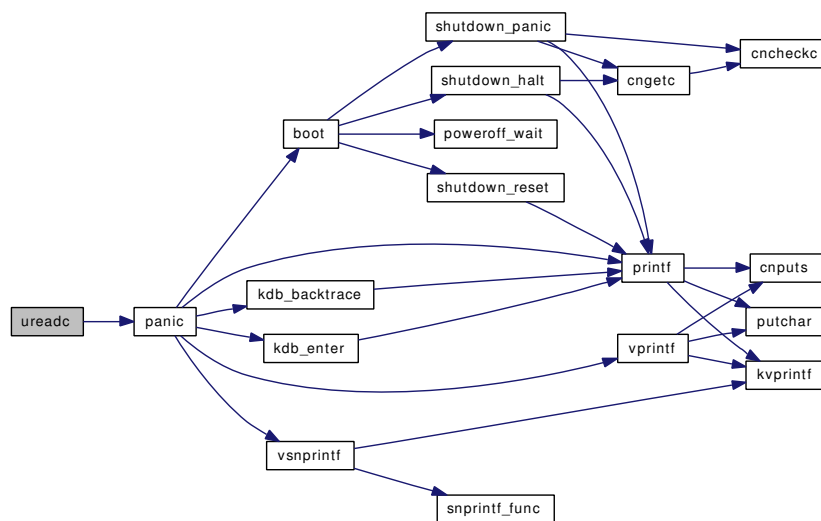 shutdown_panic
cncheckc
shutdown_halt
cngetc
boot
poweroff_wait
shutdown_reset
printf
cnputs
kdb_backtrace
ureadc
panic
putchar
kdb_enter
vprintf
kvprintf
vsnprintf
snprintf_func